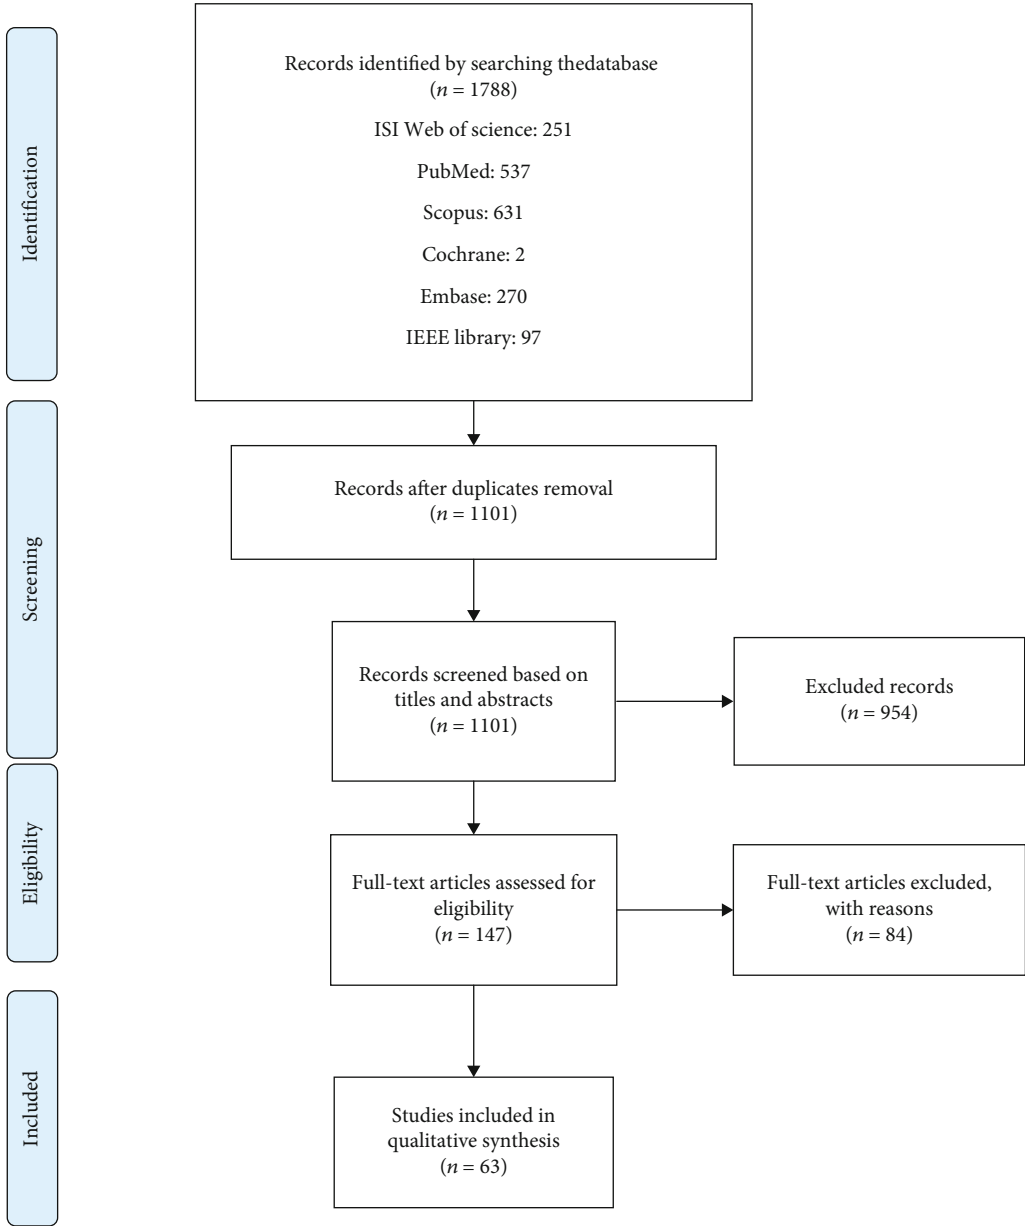 Identification
Records identified by searching thedatabase
(n = 1788)
ISI Web of science: 251
PubMed: 537
Scopus: 631
Cochrane: 2
Embase: 270
IEEE library: 97
Screening
Records after duplicates removal
(n = 1101)
Records screened based on
titles and abstracts
(n = 1101)
Excluded records
(n = 954)
Eligibility
Full-text articles assessed for
eligibility
(n = 147)
Full-text articles excluded,
with reasons
(n = 84)
Included
Studies included in
qualitative synthesis
(n = 63)